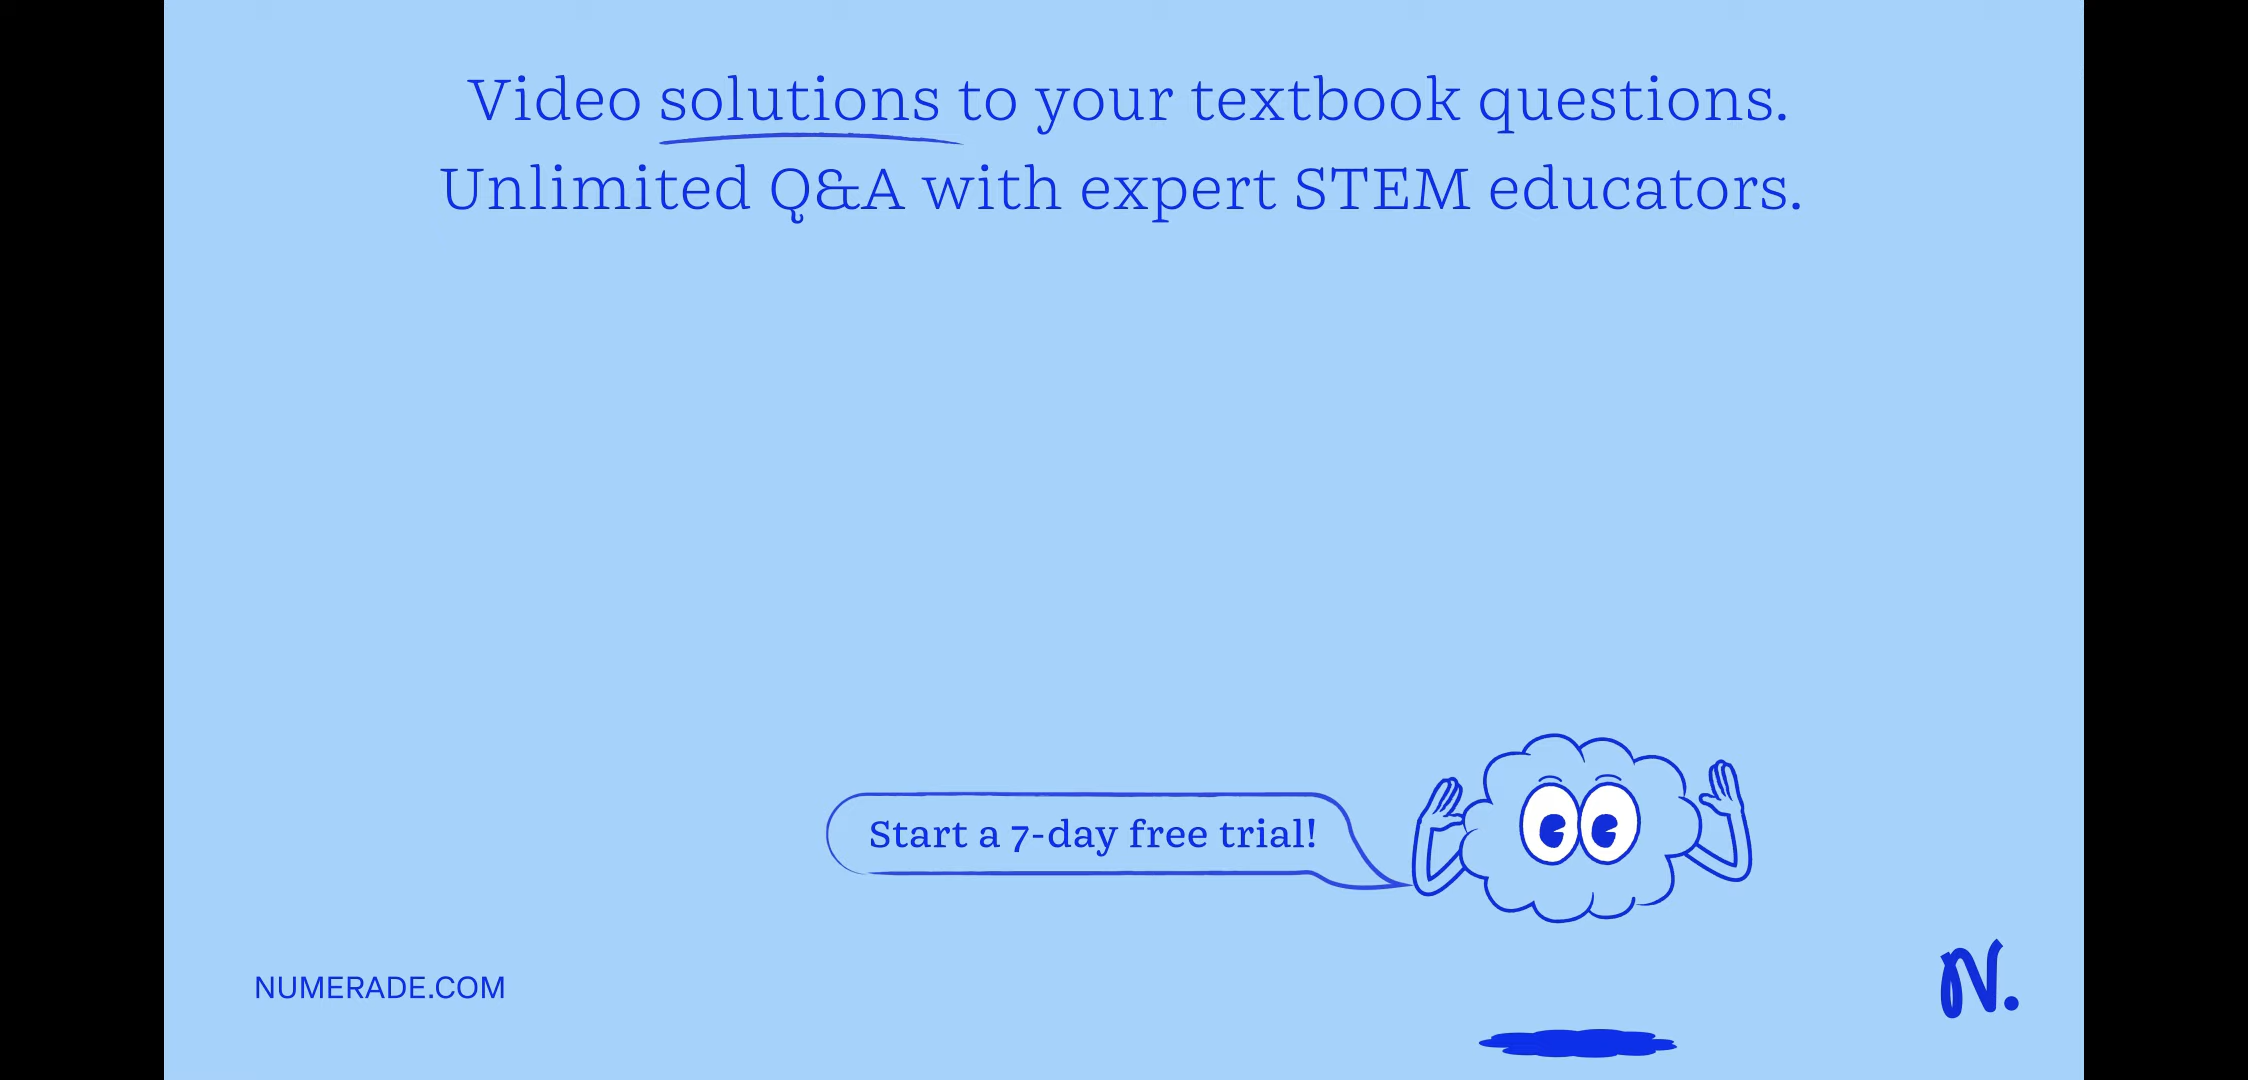 Video solutions to your textbook questions.
Unlimited Q&A with expert STEM educators.
Start a 7-day free trial!
NUMERADE.COM
N.